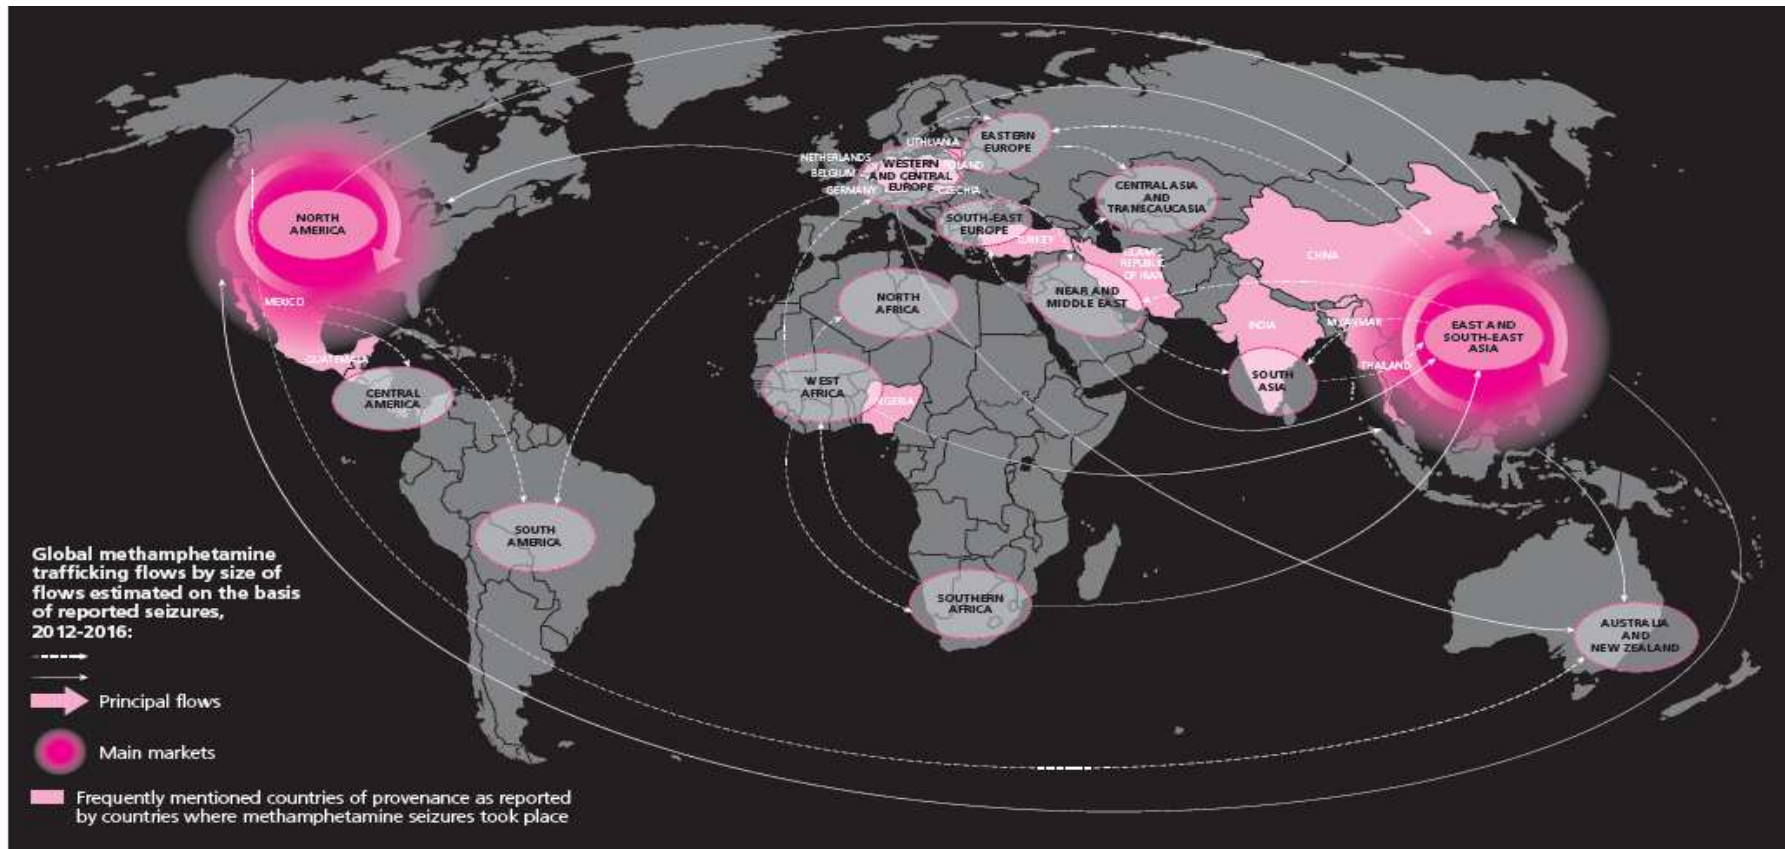 LITHUANIA
EASTERN
EUROPE
NETHERLANDS
WESTERN
AND CENTRAL
EUROPE
POLAND
BELGIUM
GERMANY
CZECHIA
CENTRAL ASIA
AND
TRANSCAUCASIA
NORTH
AMERICA
SOUTH-EAST
EUROPE
TURKEY
ISLAMIC
REPUBLIC
OF IRAN
CHINA
MEXICO
NORTH
AFRICA
NEAR AND
MIDDLE EAST
INDIA
MYANMAR
EAST AND
SOUTH-EAST
ASIA
GUATEMALA
THAILAND
CENTRAL
AMERICA
WEST
AFRICA
NIGERIA
SOUTH
ASIA
SOUTH
AMERICA
SOUTHERN
AFRICA
AUSTRALIA
AND
NEW ZEALAND
Global methamphetamine
trafficking flows by size of
flows estimated on the basis
of reported seizures,
2012-2016:
Principal flows
Main markets
Frequently mentioned countries of provenance as reported
by countries where methamphetamine seizures took place